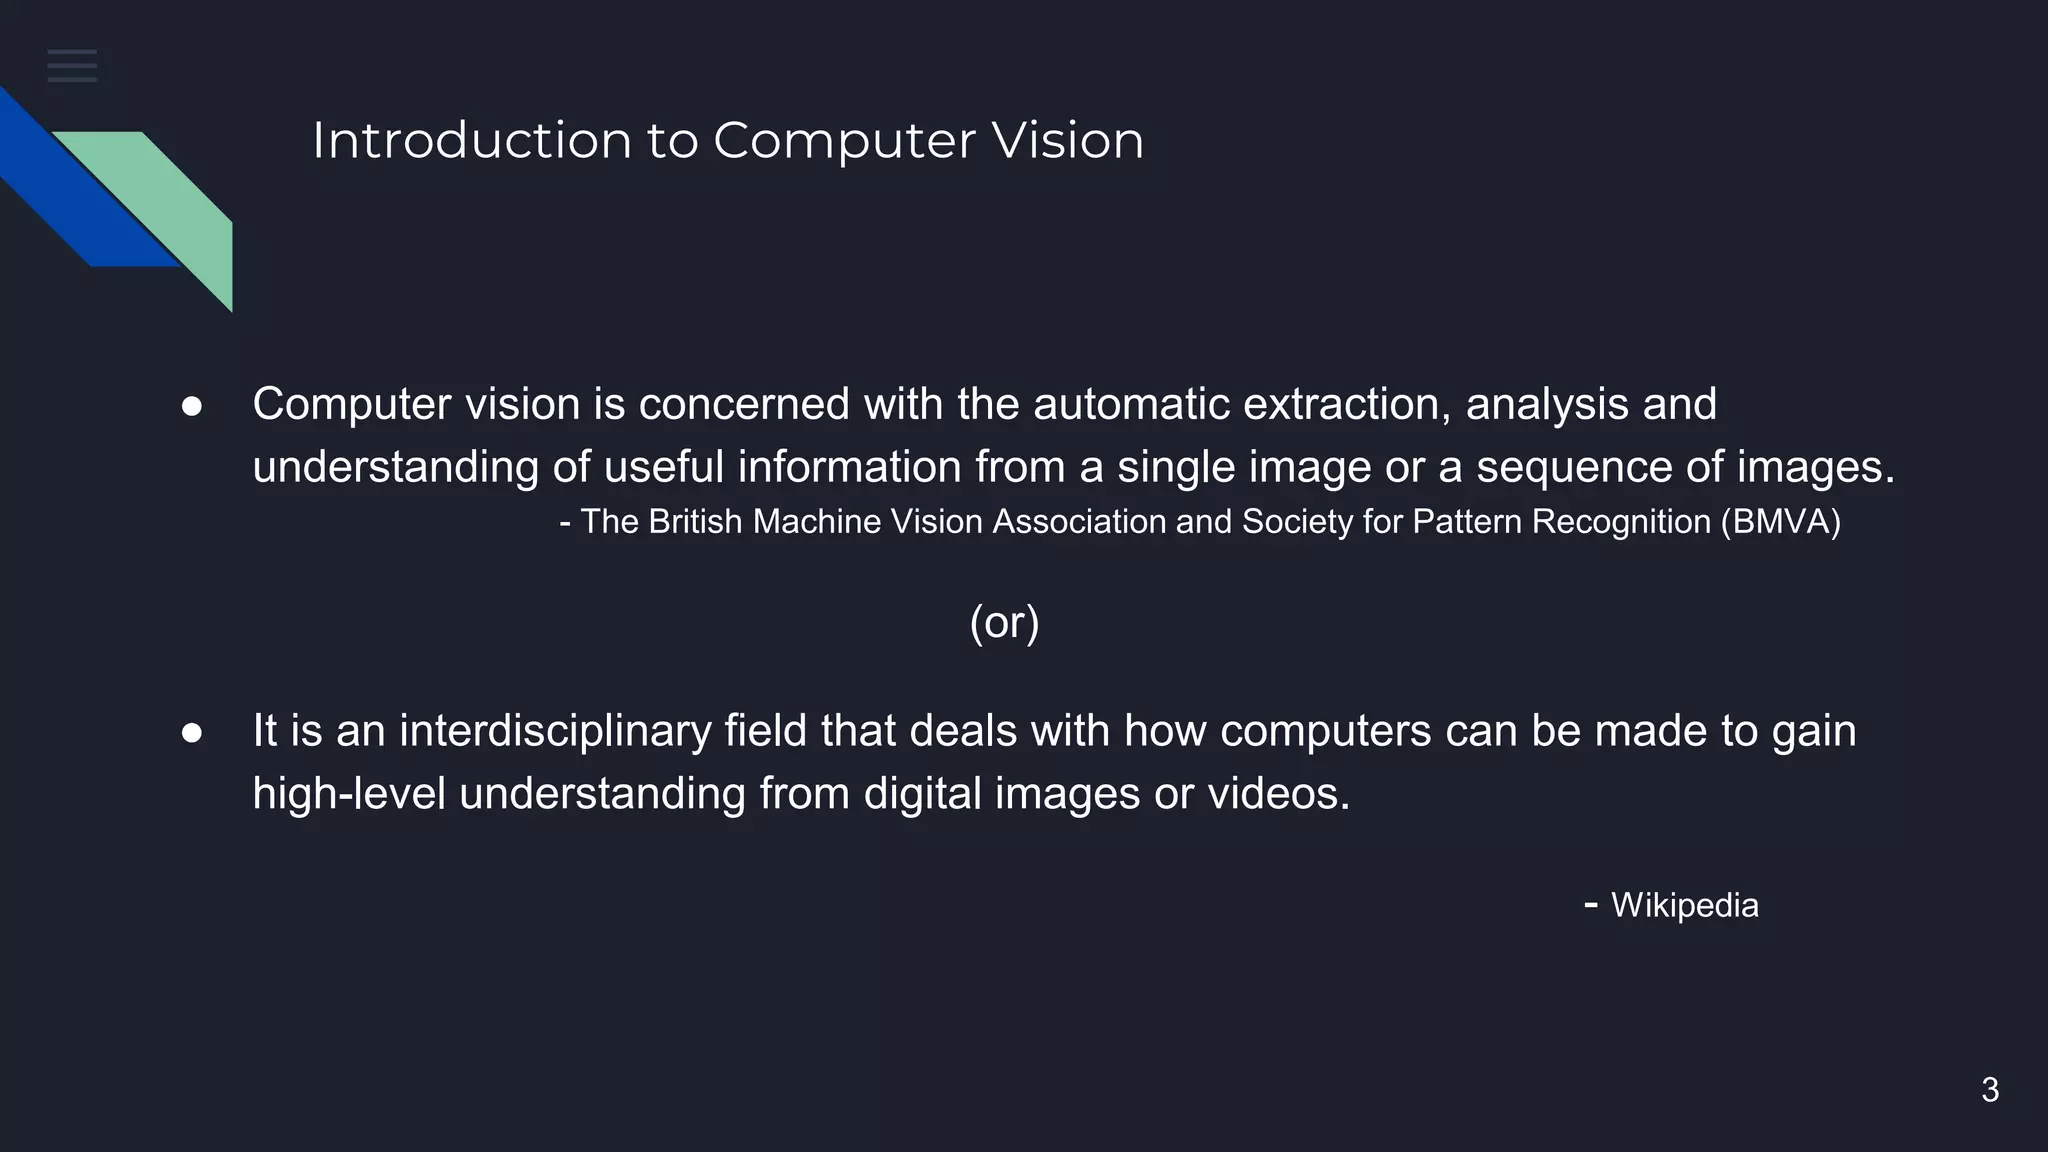 Introduction to Computer Vision
● Computer vision is concerned with the automatic extraction, analysis and
understanding of useful information from a single image or a sequence of images.
- The British Machine Vision Association and Society for Pattern Recognition (BMVA)
(or)
● It is an interdisciplinary field that deals with how computers can be made to gain
high-level understanding from digital images or videos.
- Wikipedia
3